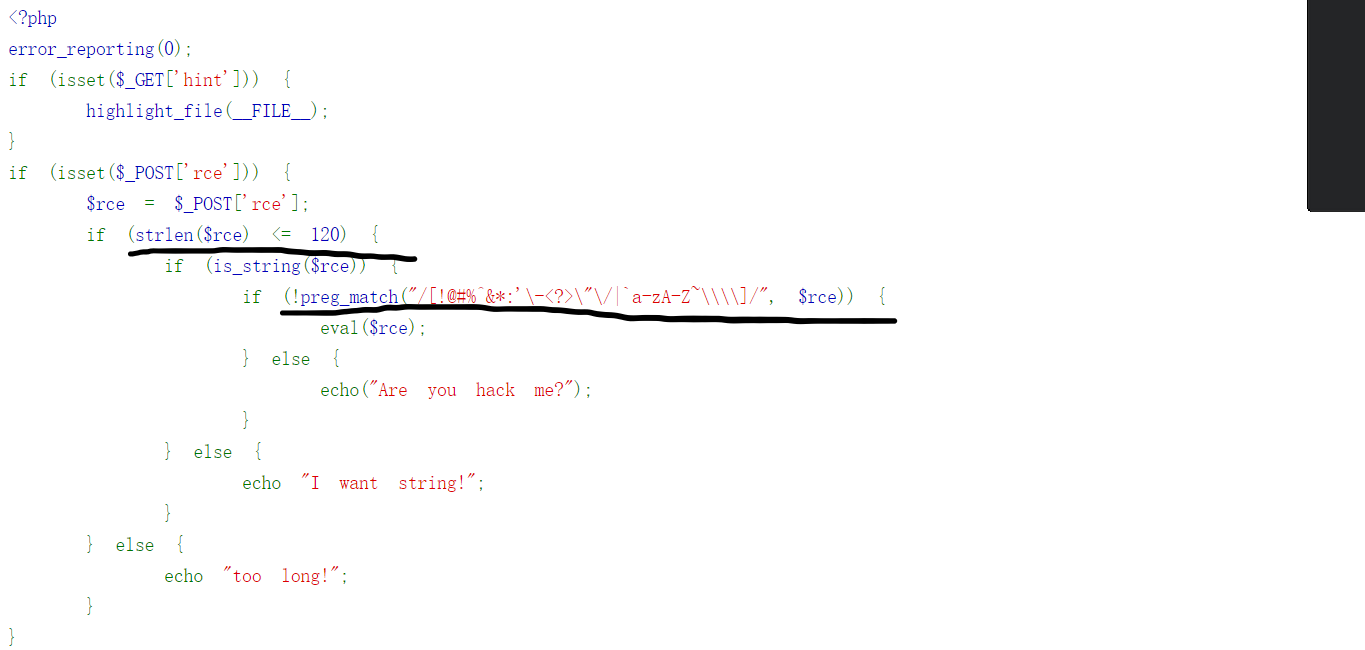 <?php
error_reporting(0);
if (isset($_GET['hint'])) {
highlight_file(__FILE__);
}
if (isset($_POST['rce'])) {
$rce = $_POST['rce'];
if (strlen($rce) <= 120) {
if (is_string($rce)) {
if (!preg_match("/[!@#%^&*:'\-<?>\"\/|`a-zA-Z~\\\\]/", $rce)) {
eval($rce);
} else {
echo("Are you hack me?");
}
} else {
echo "I want string!";
}
} else {
echo "too long!";
}
}